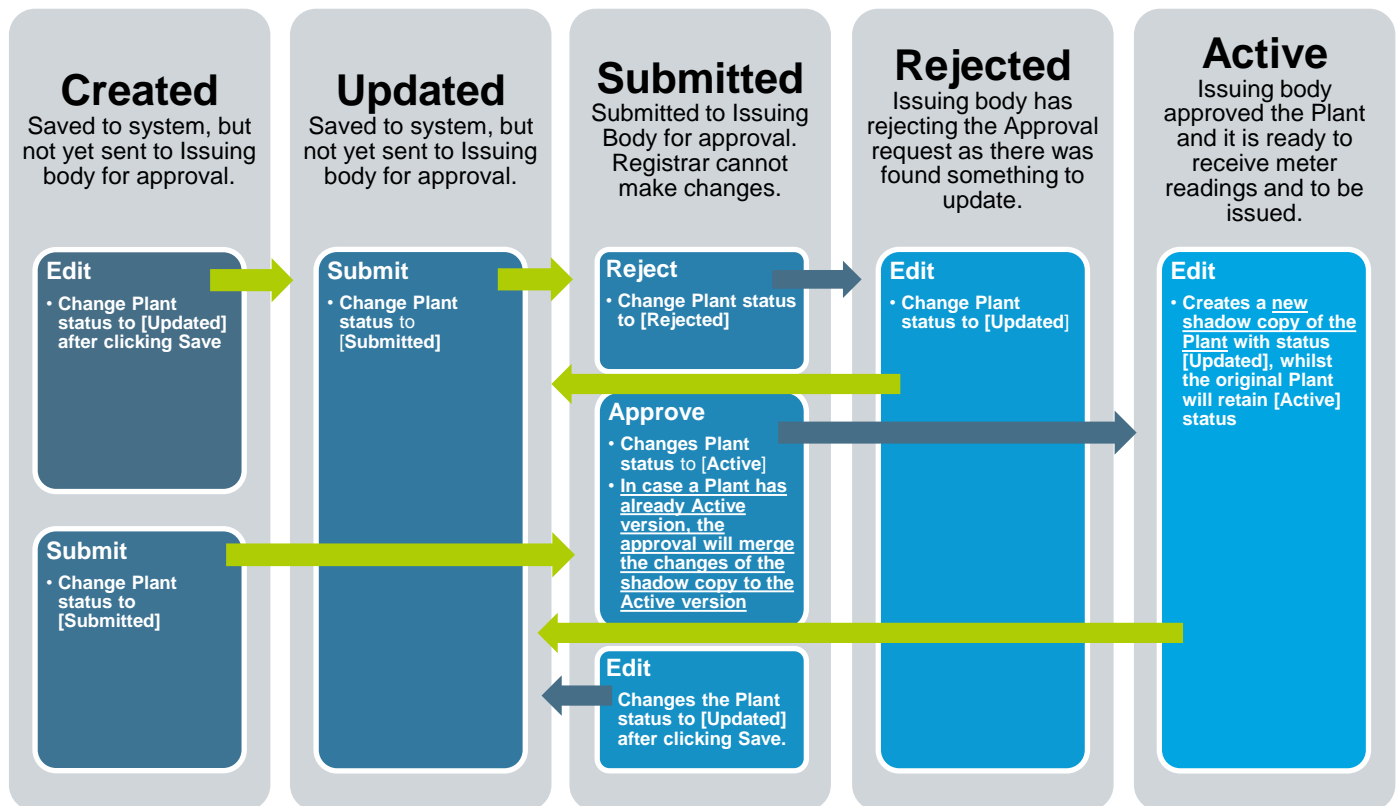 Created
Saved to system, but
not yet sent to Issuing
body for approval.
Edit
• Change Plant
status to [Updated]
after clicking Save
Submit
• Change Plant
status to
[Submitted]
Updated
Saved to system, but
not yet sent to Issuing
body for approval.
Submit
• Change Plant
status to
[Submitted]
Submitted
Submitted to Issuing
Body for approval.
Registrar cannot
make changes.
Reject
• Change Plant status
to [Rejected]
Approve
• Changes Plant
status to [Active]
• In case a Plant has
already Active
version, the
approval will merge
the changes of the
shadow copy to the
Active version
Edit
Changes the Plant
status to [Updated]
after clicking Save.
Rejected
Issuing body has
rejecting the Approval
request as there was
found something to
update.
Edit
• Change Plant
status to [Updated]
Active
Issuing body
approved the Plant
and it is ready to
receive meter
readings and to be
issued.
Edit
• Creates a new
shadow copy of the
Plant with status
[Updated], whilst
the original Plant
will retain [Active]
status